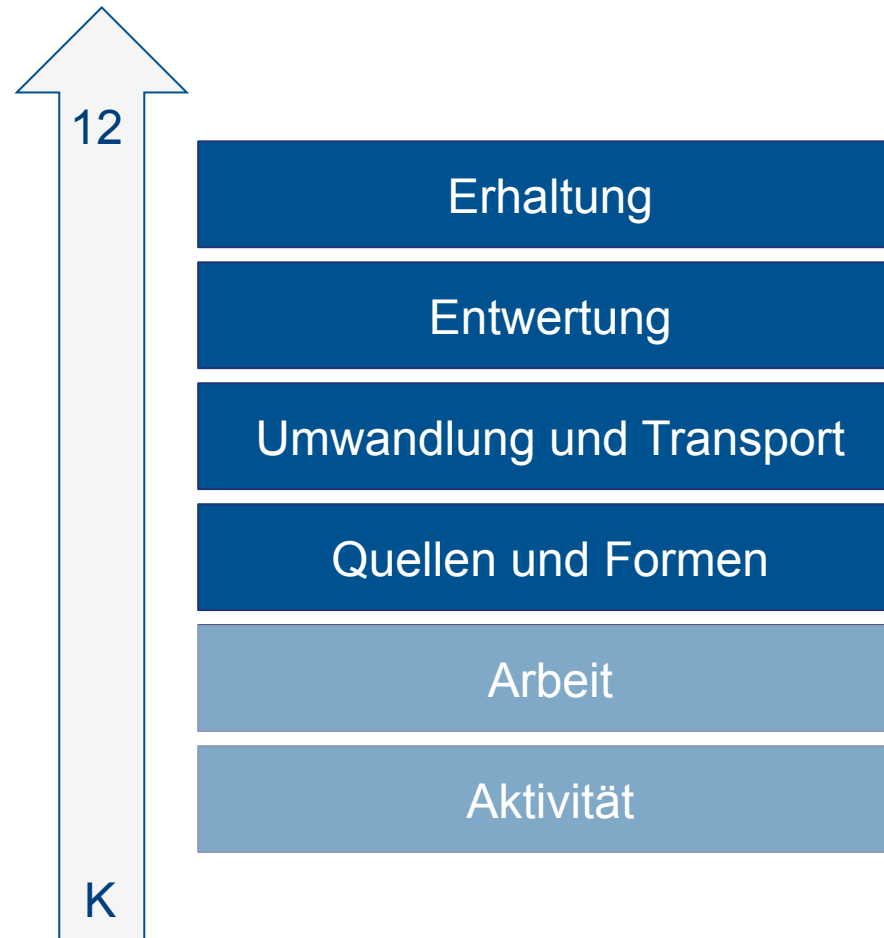 12
Erhaltung
Entwertung
Umwandlung und Transport
Quellen und Formen
Arbeit
Aktivität
K